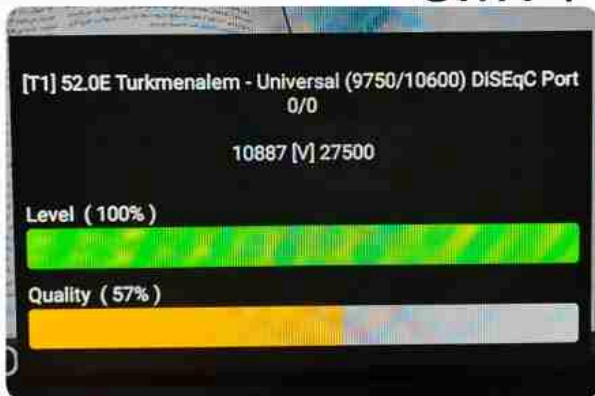 [T1] 52.0E Turkmenalem - Universal (9750/10600) DiSEqC Port
0/0
10887 [V] 27500
Level ( 100% )
Quality ( 57% )